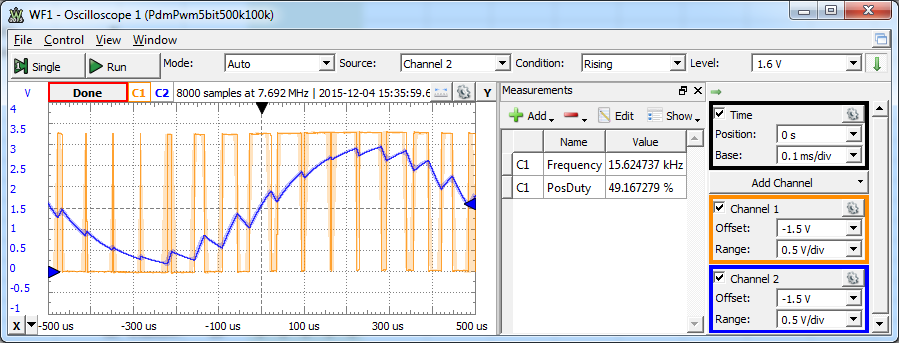 WF1 - Oscilloscope 1 (PdmPwm5bit500k100k)
File Control View Window
Single Run Mode: Auto Source: Channel 2 Condition: Rising Level: 1.6 V
V Done C1 C2 8000 samples at 7.692 MHz | 2015-12-04 15:35:59.6 Y
4
3.5
3
2.5
2
1.5
1
0.5
0
-0.5
-1
X -500 us -300 us -100 us 100 us 300 us 500 us
Measurements
Add Edit Show
Name Value
C1 Frequency 15.624737 kHz
C1 PosDuty 49.167279 %
Time
Position: 0 s
Base: 0.1 ms/div
Add Channel
Channel 1
Offset: -1.5 V
Range: 0.5 V/div
Channel 2
Offset: -1.5 V
Range: 0.5 V/div